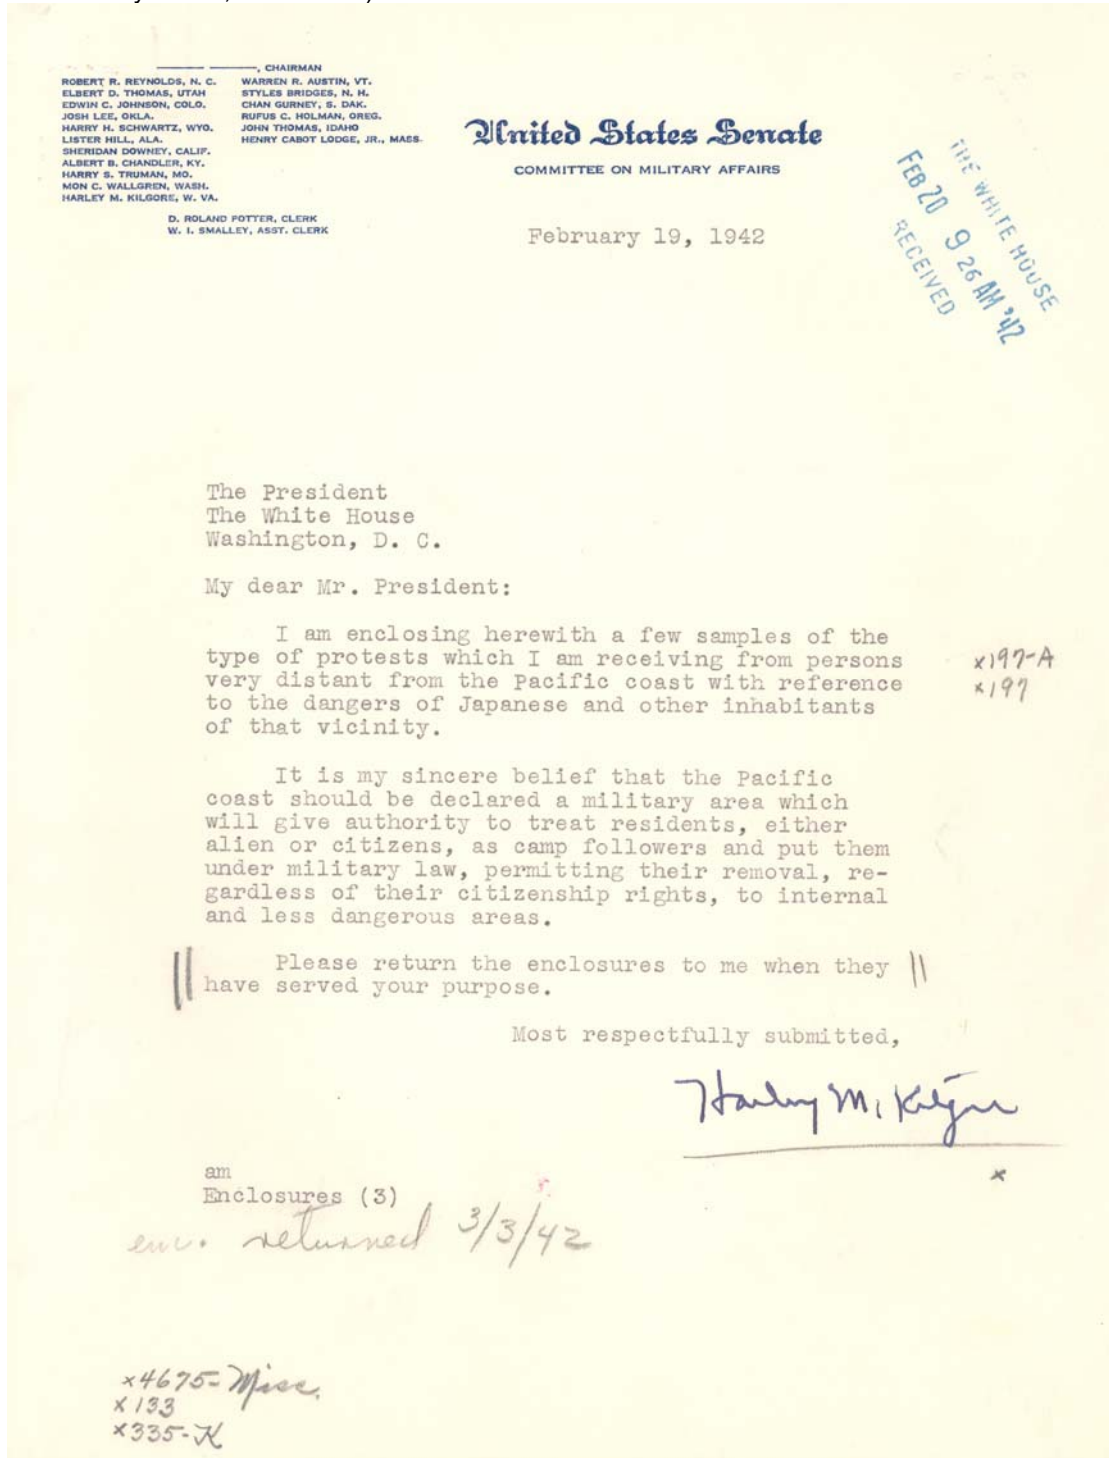 ———— ————, CHAIRMAN
ROBERT R. REYNOLDS, N. C.
ELBERT D. THOMAS, UTAH
EDWIN C. JOHNSON, COLO.
JOSH LEE, OKLA.
HARRY H. SCHWARTZ, WYO.
LISTER HILL, ALA.
SHERIDAN DOWNEY, CALIF.
ALBERT B. CHANDLER, KY.
HARRY S. TRUMAN, MO.
MON C. WALLGREN, WASH.
HARLEY M. KILGORE, W. VA.
WARREN R. AUSTIN, VT.
STYLES BRIDGES, N. H.
CHAN GURNEY, S. DAK.
RUFUS C. HOLMAN, OREG.
JOHN THOMAS, IDAHO
HENRY CABOT LODGE, JR., MASS.
D. ROLAND POTTER, CLERK
W. I. SMALLEY, ASST. CLERK
United States Senate
COMMITTEE ON MILITARY AFFAIRS
February 19, 1942
THE WHITE HOUSE
FEB 20 9 26 AM '42
RECEIVED
The President
The White House
Washington, D. C.
My dear Mr. President:
I am enclosing herewith a few samples of the
type of protests which I am receiving from persons
very distant from the Pacific coast with reference
to the dangers of Japanese and other inhabitants
of that vicinity.
x197-A
x197
It is my sincere belief that the Pacific
coast should be declared a military area which
will give authority to treat residents, either
alien or citizens, as camp followers and put them
under military law, permitting their removal, re-
gardless of their citizenship rights, to internal
and less dangerous areas.
Please return the enclosures to me when they
have served your purpose.
Most respectfully submitted,
Harley M. Kilgore
x
am
Enclosures (3)
enc. returned 3/3/42
x4675-Misc.
x133
x335-K